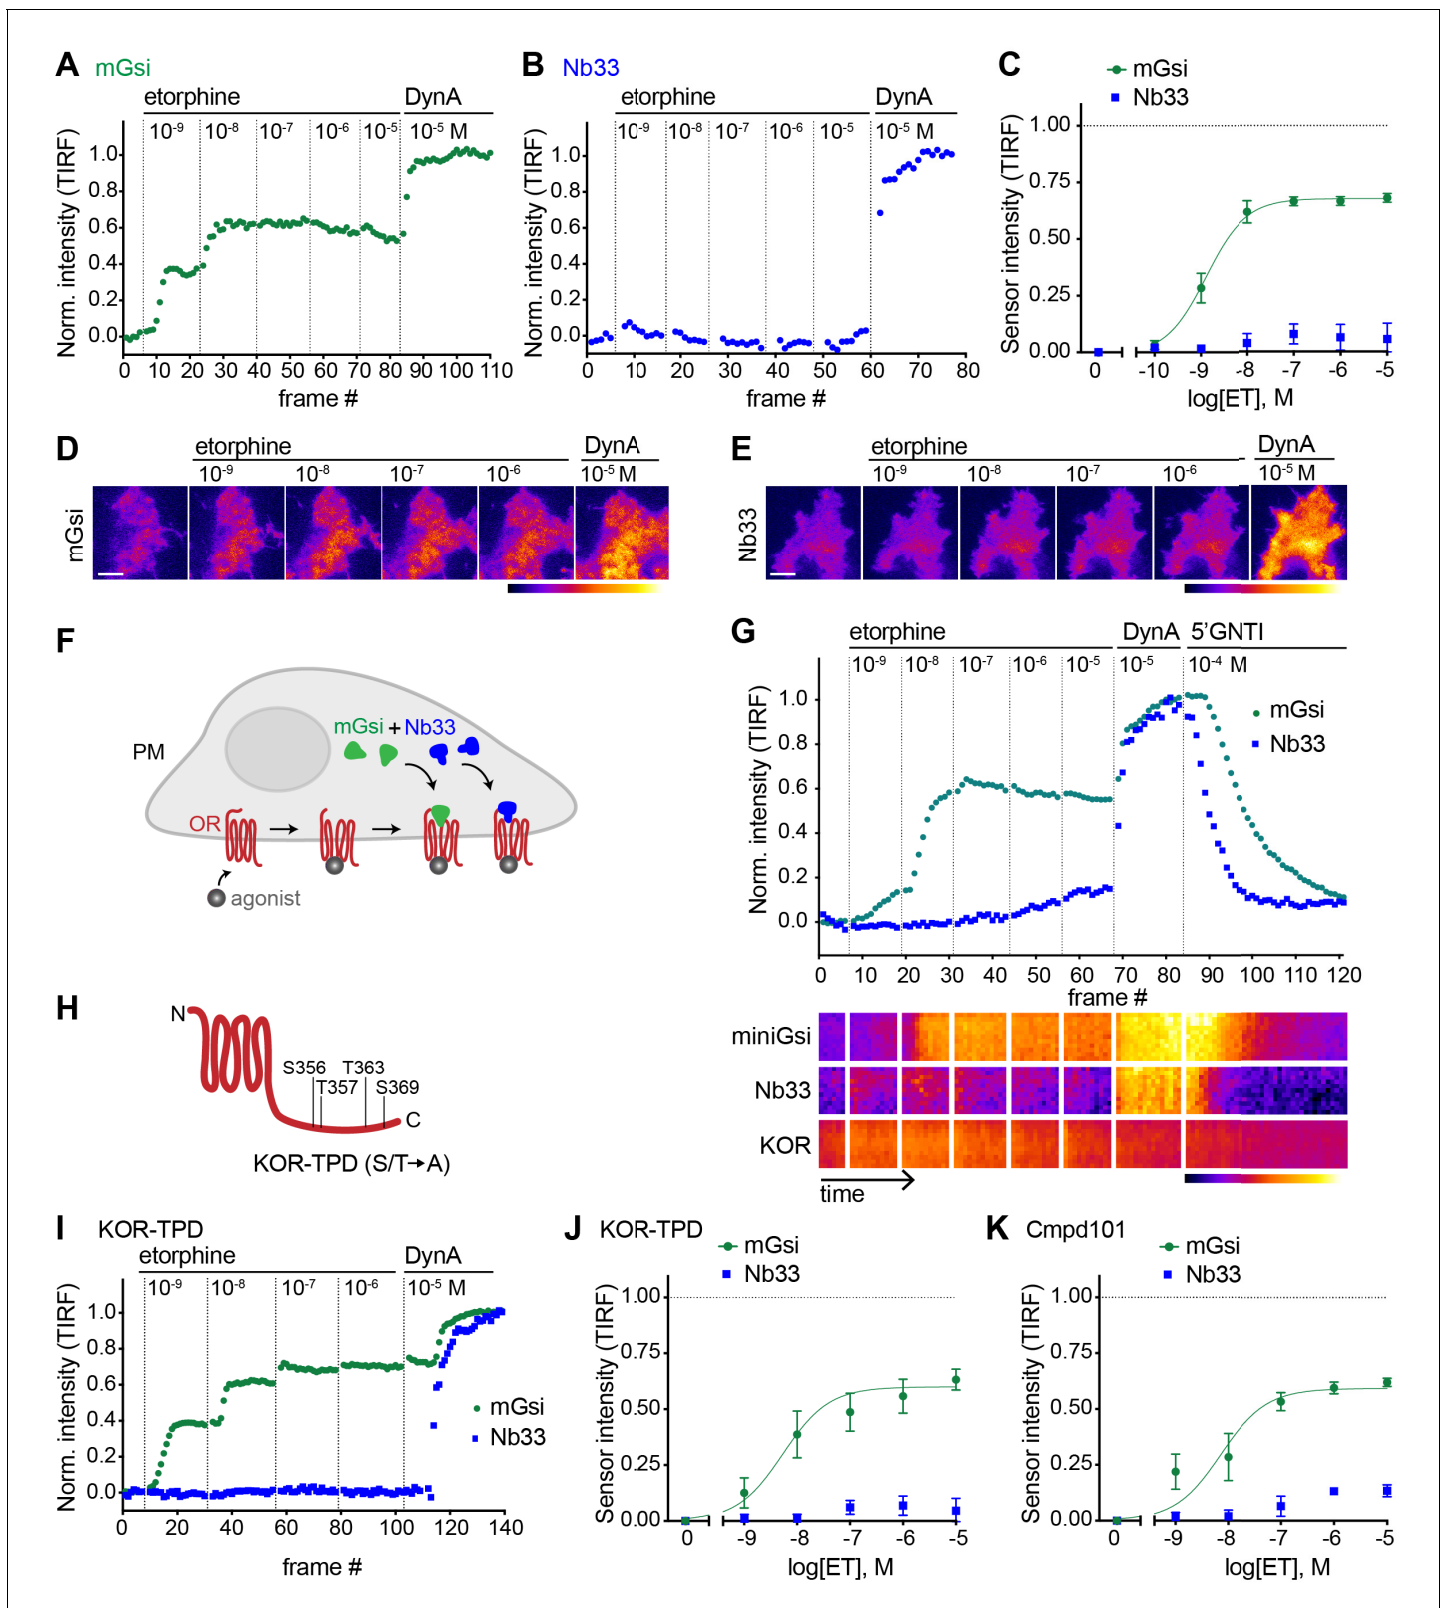 A mGsi
etorphine DynA
10-9 10-8 10-7 10-6 10-5 10-5 M
Norm. intensity (TIRF)
1.0
0.8
0.6
0.4
0.2
0.0
0 10 20 30 40 50 60 70 80 90 100 110
frame #
B Nb33
etorphine DynA
10-9 10-8 10-7 10-6 10-5 10-5 M
Norm. intensity (TIRF)
1.0
0.8
0.6
0.4
0.2
0.0
0 10 20 30 40 50 60 70 80
frame #
C
mGsi
Nb33
Sensor intensity (TIRF)
1.00
0.75
0.50
0.25
0.00
0 -10 -9 -8 -7 -6 -5
log[ET], M
D
etorphine DynA
10-9 10-8 10-7 10-6 10-5 M
mGsi
E
etorphine DynA
10-9 10-8 10-7 10-6 10-5 M
Nb33
F
mGsi + Nb33
PM
OR
agonist
G
etorphine DynA 5'GNTI
10-9 10-8 10-7 10-6 10-5 10-5 10-4 M
Norm. intensity (TIRF)
1.0
0.8
0.6
0.4
0.2
0.0
mGsi
Nb33
0 10 20 30 40 50 60 70 80 90 100 110 120
frame #
miniGsi
Nb33
KOR
time
H
N
S356 T363
T357 S369
C
KOR-TPD (S/T→A)
I KOR-TPD
etorphine DynA
10-9 10-8 10-7 10-6 10-5 M
Norm. intensity (TIRF)
1.0
0.8
0.6
0.4
0.2
0.0
mGsi
Nb33
0 20 40 60 80 100 120 140
frame #
J KOR-TPD
mGsi
Nb33
Sensor intensity (TIRF)
1.00
0.75
0.50
0.25
0.00
0 -9 -8 -7 -6 -5
log[ET], M
K Cmpd101
mGsi
Nb33
Sensor intensity (TIRF)
1.00
0.75
0.50
0.25
0.00
0 -9 -8 -7 -6 -5
log[ET], M